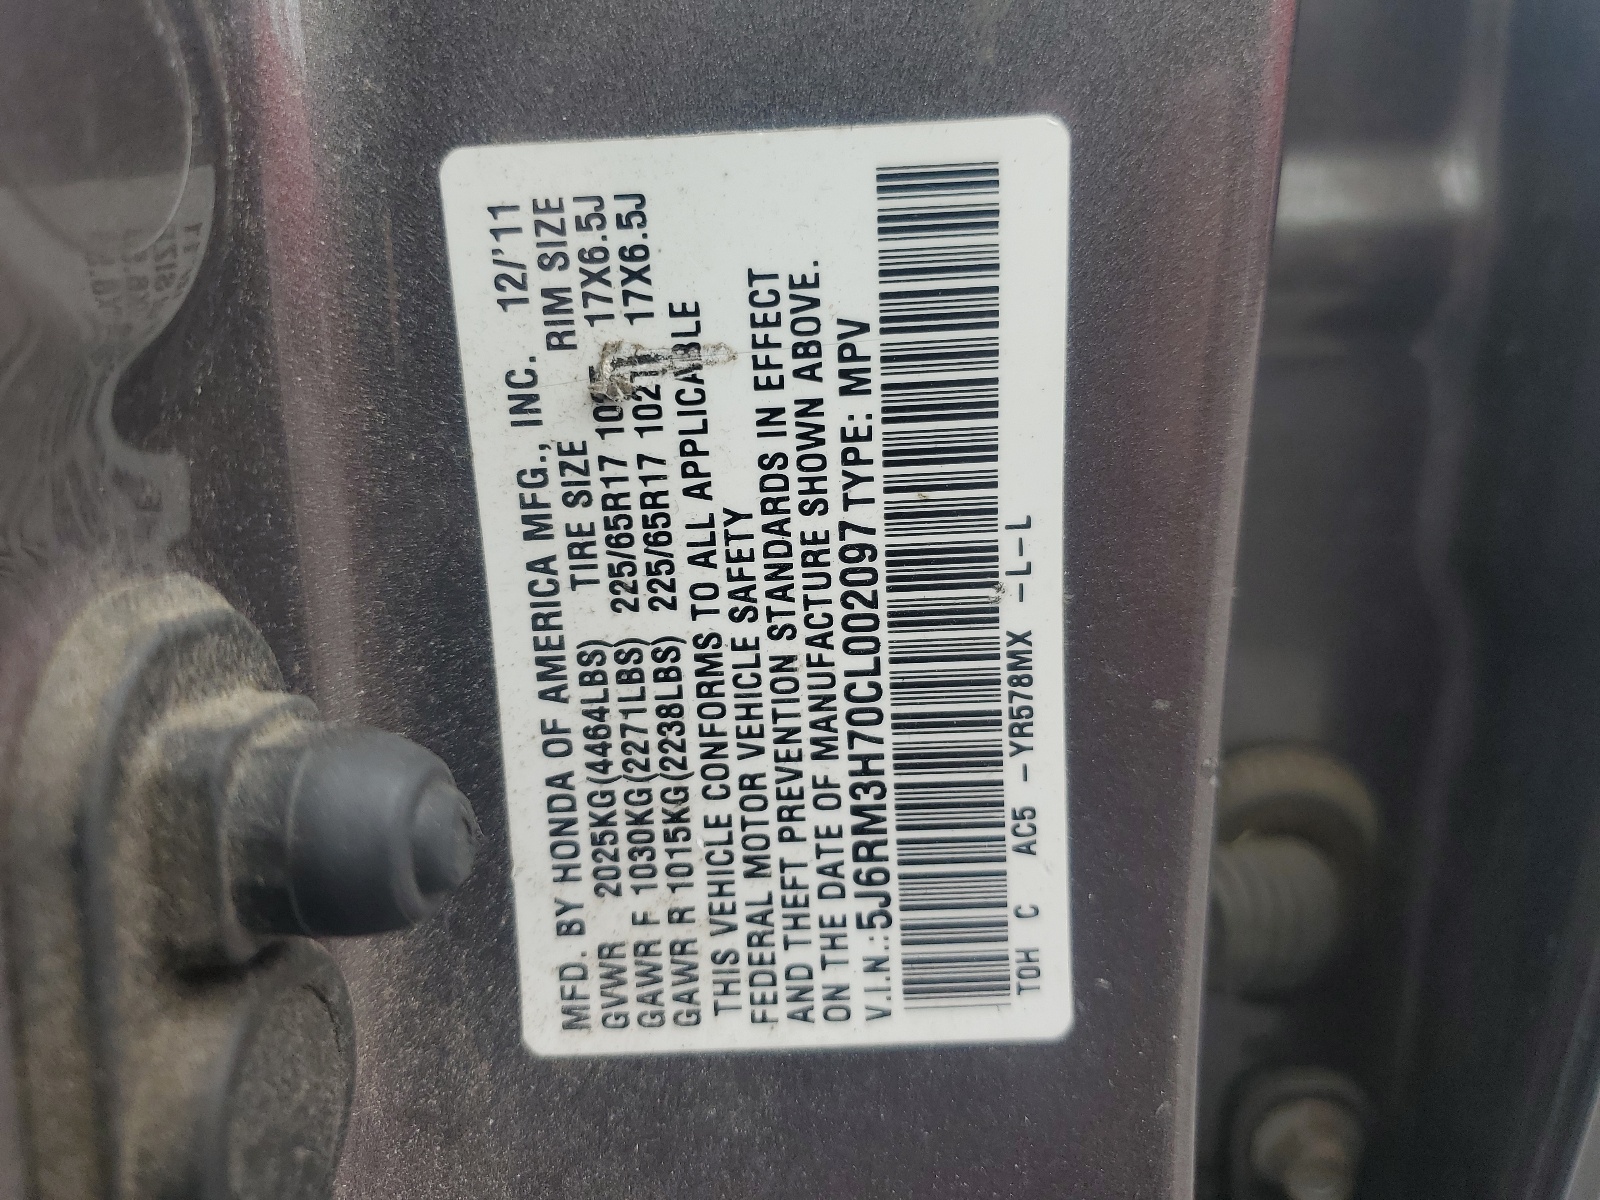 MFD. BY HONDA OF AMERICA MFG., INC. 12/'11
TIRE SIZE RIM SIZE
GVWR 2025KG(4464LBS) 225/65R17 17X6.5J
GAWR F 1030KG(2271LBS) 225/65R17 17X6.5J
GAWR R 1015KG(2238LBS)
THIS VEHICLE CONFORMS TO ALL APPLICABLE
FEDERAL MOTOR VEHICLE SAFETY
AND THEFT PREVENTION STANDARDS IN EFFECT
ON THE DATE OF MANUFACTURE SHOWN ABOVE.
V.I.N.:5J6RM3H70CL002097 TYPE: MPV
TOH C AC5 -YR578MX -L-L